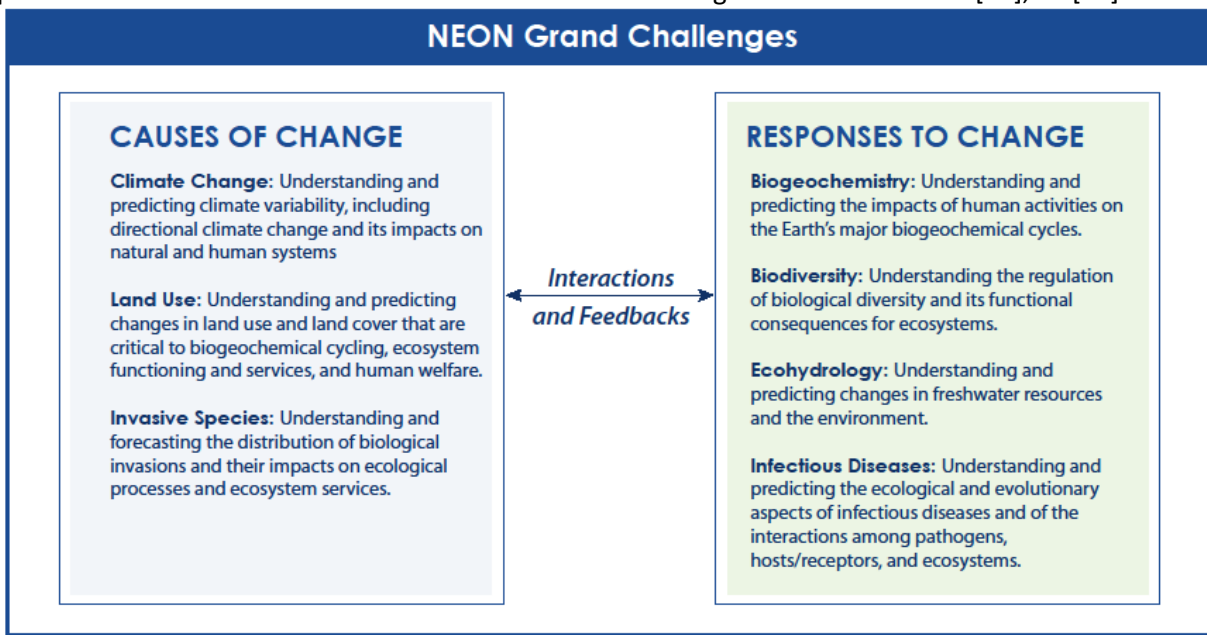 NEON Grand Challenges
CAUSES OF CHANGE
Climate Change: Understanding and
predicting climate variability, including
directional climate change and its impacts on
natural and human systems
Land Use: Understanding and predicting
changes in land use and land cover that are
critical to biogeochemical cycling, ecosystem
functioning and services, and human welfare.
Invasive Species: Understanding and
forecasting the distribution of biological
invasions and their impacts on ecological
processes and ecosystem services.
Interactions
and Feedbacks
RESPONSES TO CHANGE
Biogeochemistry: Understanding and
predicting the impacts of human activities on
the Earth's major biogeochemical cycles.
Biodiversity: Understanding the regulation
of biological diversity and its functional
consequences for ecosystems.
Ecohydrology: Understanding and
predicting changes in freshwater resources
and the environment.
Infectious Diseases: Understanding and
predicting the ecological and evolutionary
aspects of infectious diseases and of the
interactions among pathogens,
hosts/receptors, and ecosystems.